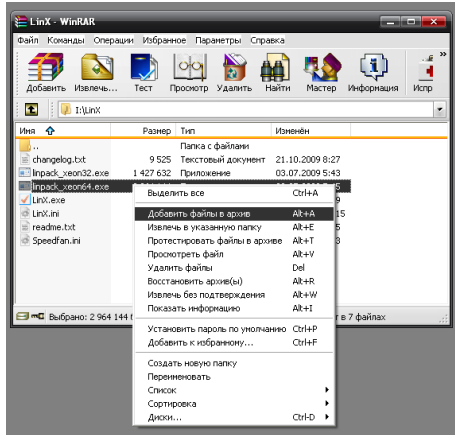 LinX - WinRAR
Файл Команды Операции Избранное Параметры Справка
Добавить Извлечь... Тест Просмотр Удалить Найти Мастер Информация Испр
I:\LinX
Имя Размер Тип Изменён
.. Папка с файлами
changelog.txt 9 525 Текстовый документ 21.10.2009 8:27
linpack_xeon32.exe 1 427 632 Приложение 03.07.2009 5:43
linpack_xeon64.exe
LinX.exe
LinX.ini
readme.txt
Speedfan.ini
Выделить все Ctrl+A
Добавить файлы в архив Alt+A
Извлечь в указанную папку Alt+E
Протестировать файлы в архиве Alt+T
Просмотреть файл Alt+V
Удалить файлы Del
Восстановить архив(ы) Alt+R
Извлечь без подтверждения Alt+W
Показать информацию Alt+I
Установить пароль по умолчанию Ctrl+P
Добавить к избранному... Ctrl+F
Создать новую папку
Переименовать
Список
Сортировка
Диски... Ctrl-D
Выбрано: 2 964 144 в 7 файлах